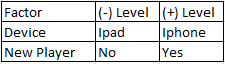 Factor (-) Level (+) Level
Device Ipad Iphone
New Player No Yes